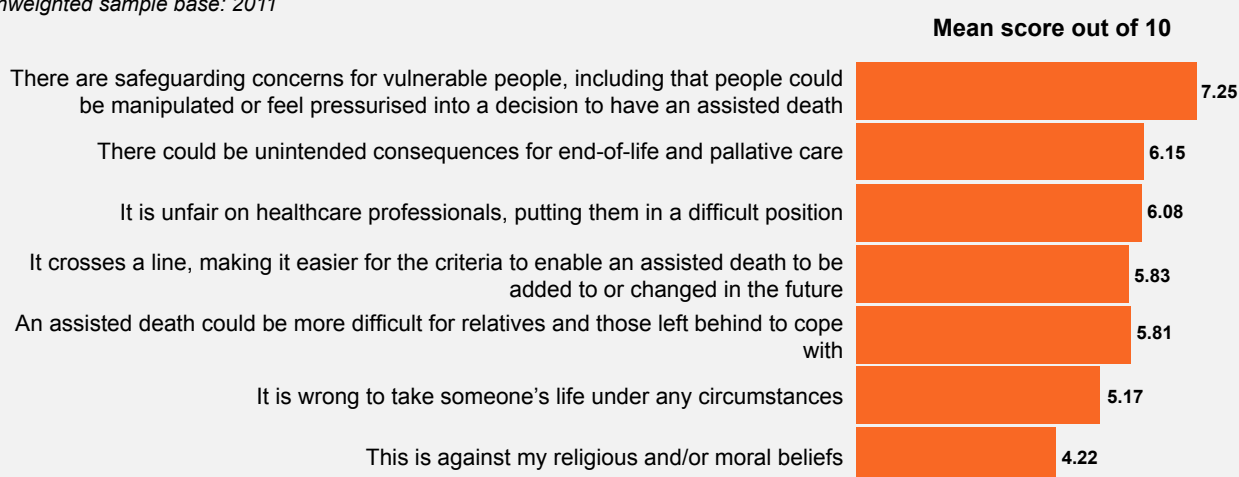 nweighted sample base: 2011
Mean score out of 10
There are safeguarding concerns for vulnerable people, including that people could
be manipulated or feel pressurised into a decision to have an assisted death
7.25
There could be unintended consequences for end-of-life and pallative care
6.15
It is unfair on healthcare professionals, putting them in a difficult position
6.08
It crosses a line, making it easier for the criteria to enable an assisted death to be
added to or changed in the future
5.83
An assisted death could be more difficult for relatives and those left behind to cope
with
5.81
It is wrong to take someone’s life under any circumstances
5.17
This is against my religious and/or moral beliefs
4.22